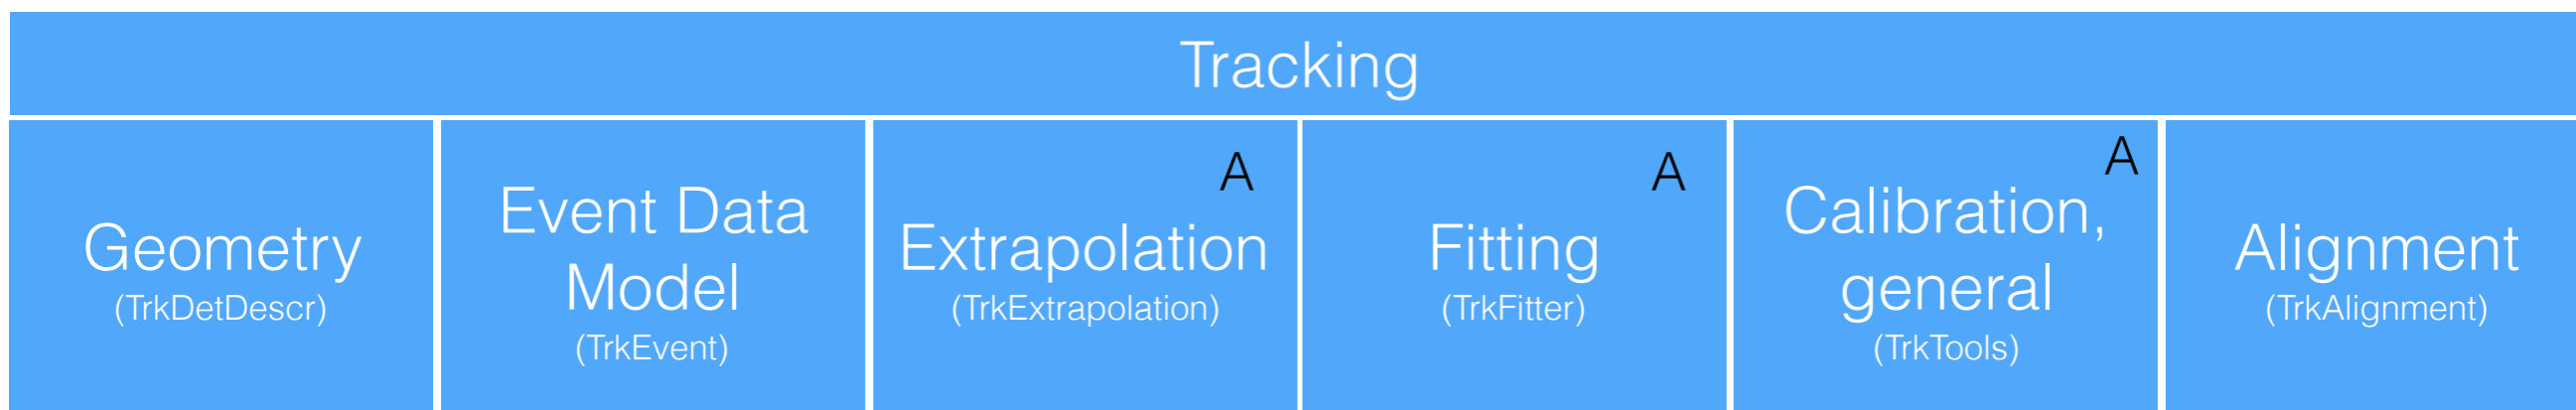 Tracking
Geometry
(TrkDetDescr)
Event Data
Model
(TrkEvent)
A
Extrapolation
(TrkExtrapolation)
A
Fitting
(TrkFitter)
A
Calibration,
general
(TrkTools)
Alignment
(TrkAlignment)